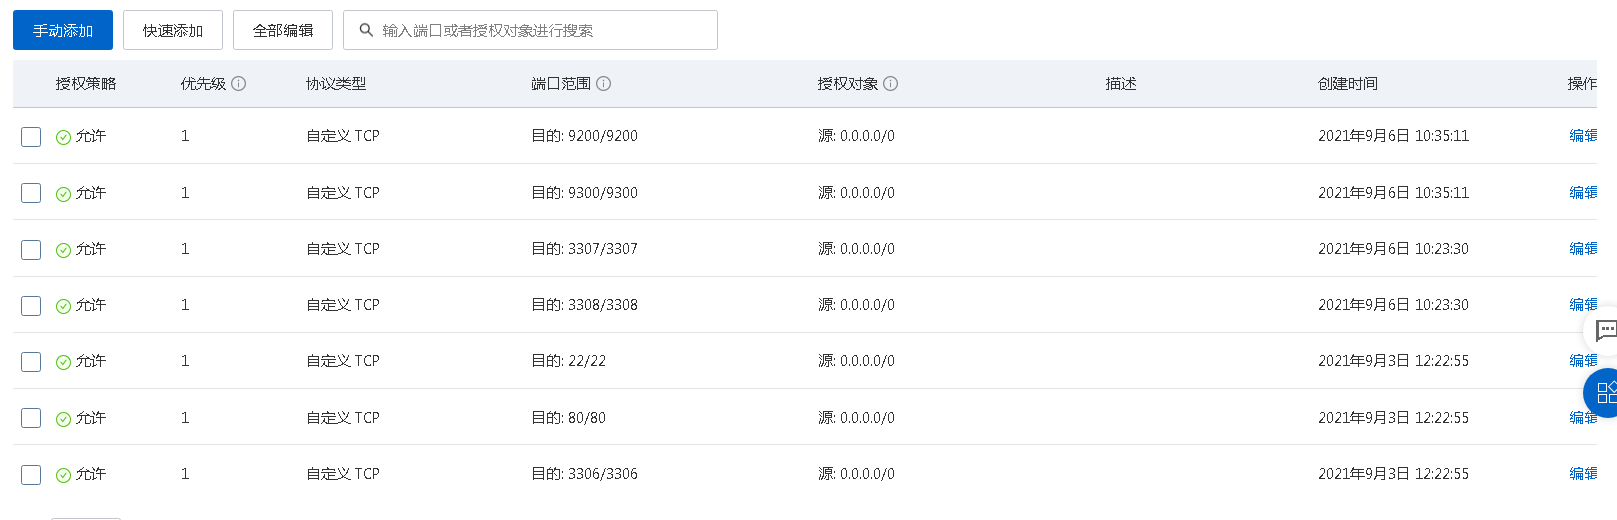 手动添加 快速添加 全部编辑 输入端口或者授权对象进行搜索
授权策略 优先级 协议类型 端口范围 授权对象 描述 创建时间 操作
允许 1 自定义 TCP 目的: 9200/9200 源: 0.0.0.0/0 2021年9月6日 10:35:11 编辑
允许 1 自定义 TCP 目的: 9300/9300 源: 0.0.0.0/0 2021年9月6日 10:35:11 编辑
允许 1 自定义 TCP 目的: 3307/3307 源: 0.0.0.0/0 2021年9月6日 10:23:30 编辑
允许 1 自定义 TCP 目的: 3308/3308 源: 0.0.0.0/0 2021年9月6日 10:23:30 编辑
允许 1 自定义 TCP 目的: 22/22 源: 0.0.0.0/0 2021年9月3日 12:22:55 编辑
允许 1 自定义 TCP 目的: 80/80 源: 0.0.0.0/0 2021年9月3日 12:22:55 编辑
允许 1 自定义 TCP 目的: 3306/3306 源: 0.0.0.0/0 2021年9月3日 12:22:55 编辑